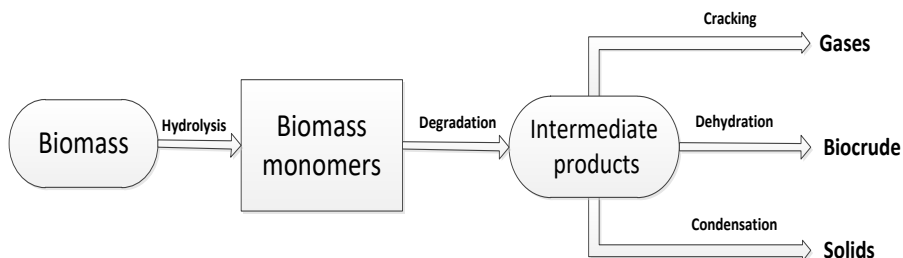 Biomass
Hydrolysis
Biomass
monomers
Degradation
Intermediate
products
Cracking
Gases
Dehydration
Biocrude
Condensation
Solids